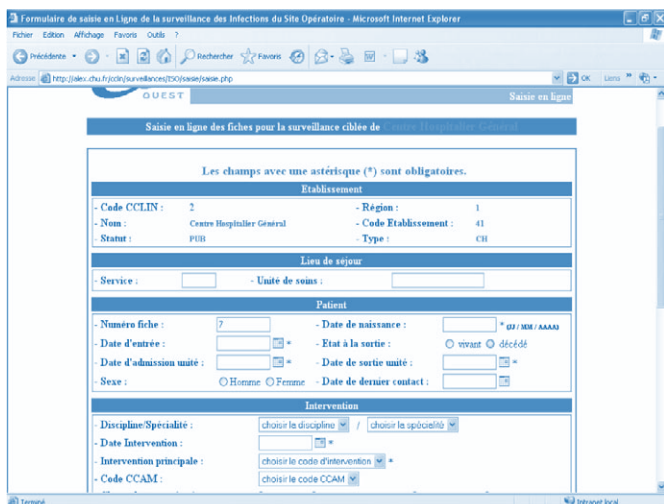 Formulaire de saisie en Ligne de la surveillance des Infections du Site Opératoire - Microsoft Internet Explorer
Fichier Edition Affichage Favoris Outils ?
Précédente Rechercher Favoris
Adresse http://alex.chu.fr/cclin/surveillances/ISO/saisie/saisie.php OK Liens »
OUEST
Saisie en ligne
Saisie en ligne des fiches pour la surveillance ciblée de Centre Hospitalier Général
Les champs avec une astérisque (*) sont obligatoires.
Etablissement
- Code CCLIN : 2 - Région : 1
- Nom : Centre Hospitalier Général - Code Etablissement : 41
- Statut : PUB - Type : CH
Lieu de séjour
- Service : - Unité de soins :
Patient
- Numéro fiche : 7 - Date de naissance : * (JJ / MM / AAAA)
- Date d'entrée : * - Etat à la sortie : vivant décédé
- Date d'admission unité : * - Date de sortie unité : *
- Sexe : Homme Femme - Date de dernier contact :
Intervention
- Discipline/Spécialité : choisir la discipline / choisir la spécialité
- Date Intervention : *
- Intervention principale : choisir le code d'intervention *
- Code CCAM : choisir le code CCAM
Terminé Intranet local